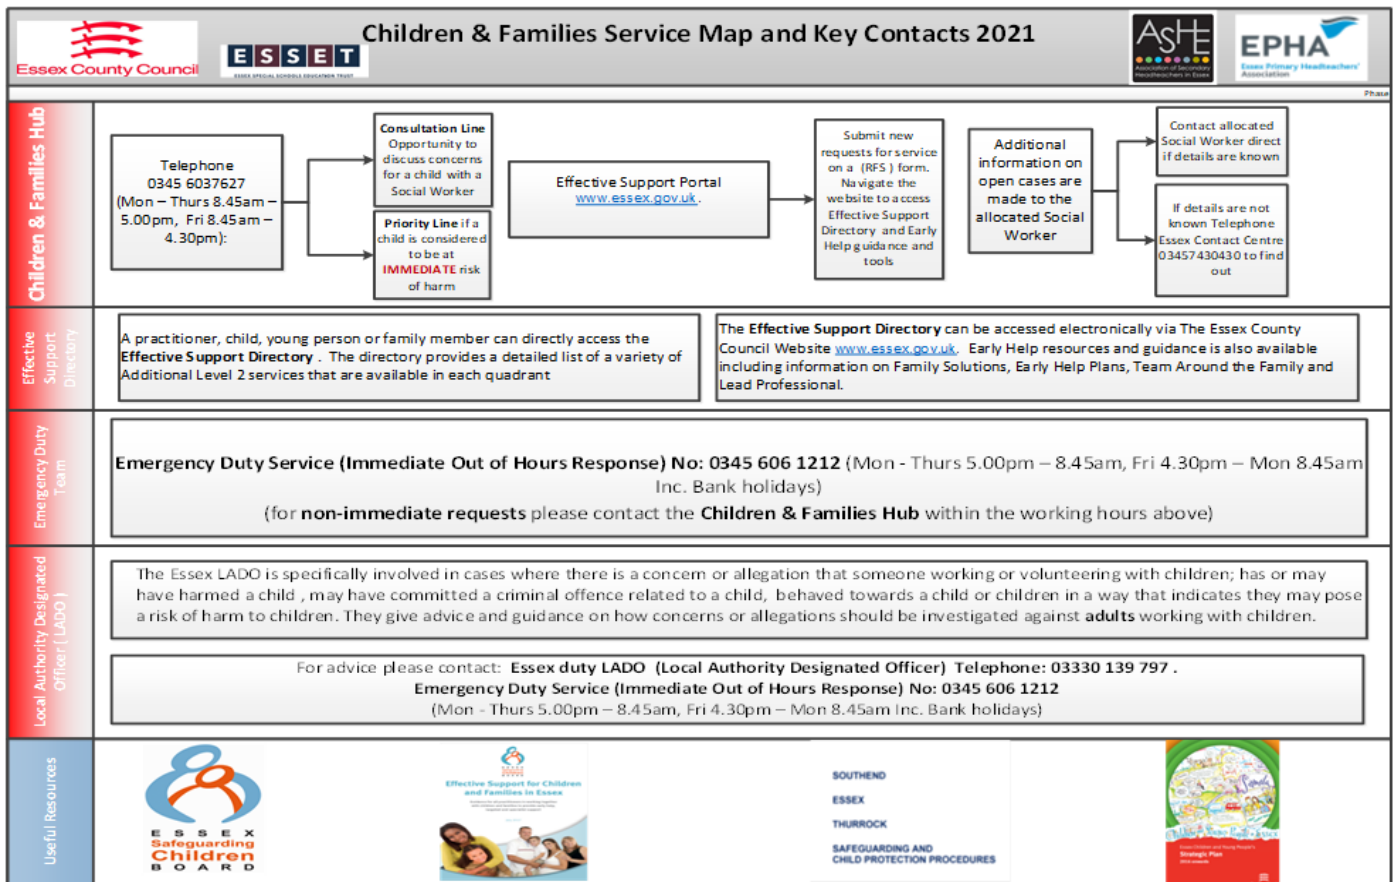 Children & Families Service Map and Key Contacts 2021
Essex County Council
ESSET
ESSEX SPECIAL SCHOOLS EDUCATION TRUST
ASHE
Association of Secondary
Headteachers in Essex
EPHA
Essex Primary Headteachers'
Association
Phase
Children & Families Hub
Telephone
0345 6037627
(Mon – Thurs 8.45am –
5.00pm, Fri 8.45am –
4.30pm):
Consultation Line
Opportunity to
discuss concerns
for a child with a
Social Worker
Priority Line if a
child is considered
to be at
IMMEDIATE risk
of harm
Effective Support Portal
www.essex.gov.uk .
Submit new
requests for service
on a (RFS ) form.
Navigate the
website to access
Effective Support
Directory and Early
Help guidance and
tools
Additional
information on
open cases are
made to the
allocated Social
Worker
Contact allocated
Social Worker direct
if details are known
If details are not
known Telephone
Essex Contact Centre
03457430430 to find
out
Effective
Support
Directory
A practitioner, child, young person or family member can directly access the
Effective Support Directory . The directory provides a detailed list of a variety of
Additional Level 2 services that are available in each quadrant
The Effective Support Directory can be accessed electronically via The Essex County
Council Website www.essex.gov.uk. Early Help resources and guidance is also available
including information on Family Solutions, Early Help Plans, Team Around the Family and
Lead Professional.
Emergency Duty
Team
Emergency Duty Service (Immediate Out of Hours Response) No: 0345 606 1212 (Mon - Thurs 5.00pm – 8.45am, Fri 4.30pm – Mon 8.45am
Inc. Bank holidays)
(for non-immediate requests please contact the Children & Families Hub within the working hours above)
Local Authority Designated
Officer ( LADO )
The Essex LADO is specifically involved in cases where there is a concern or allegation that someone working or volunteering with children; has or may
have harmed a child , may have committed a criminal offence related to a child, behaved towards a child or children in a way that indicates they may pose
a risk of harm to children. They give advice and guidance on how concerns or allegations should be investigated against adults working with children.
For advice please contact: Essex duty LADO (Local Authority Designated Officer) Telephone: 03330 139 797 .
Emergency Duty Service (Immediate Out of Hours Response) No: 0345 606 1212
(Mon - Thurs 5.00pm – 8.45am, Fri 4.30pm – Mon 8.45am Inc. Bank holidays)
Useful Resources
ESSEX
Safeguarding
Children
BOARD
Effective Support for Children
and Families in Essex
SOUTHEND
ESSEX
THURROCK
SAFEGUARDING AND
CHILD PROTECTION PROCEDURES
Essex Children and Young People's
Strategic Plan